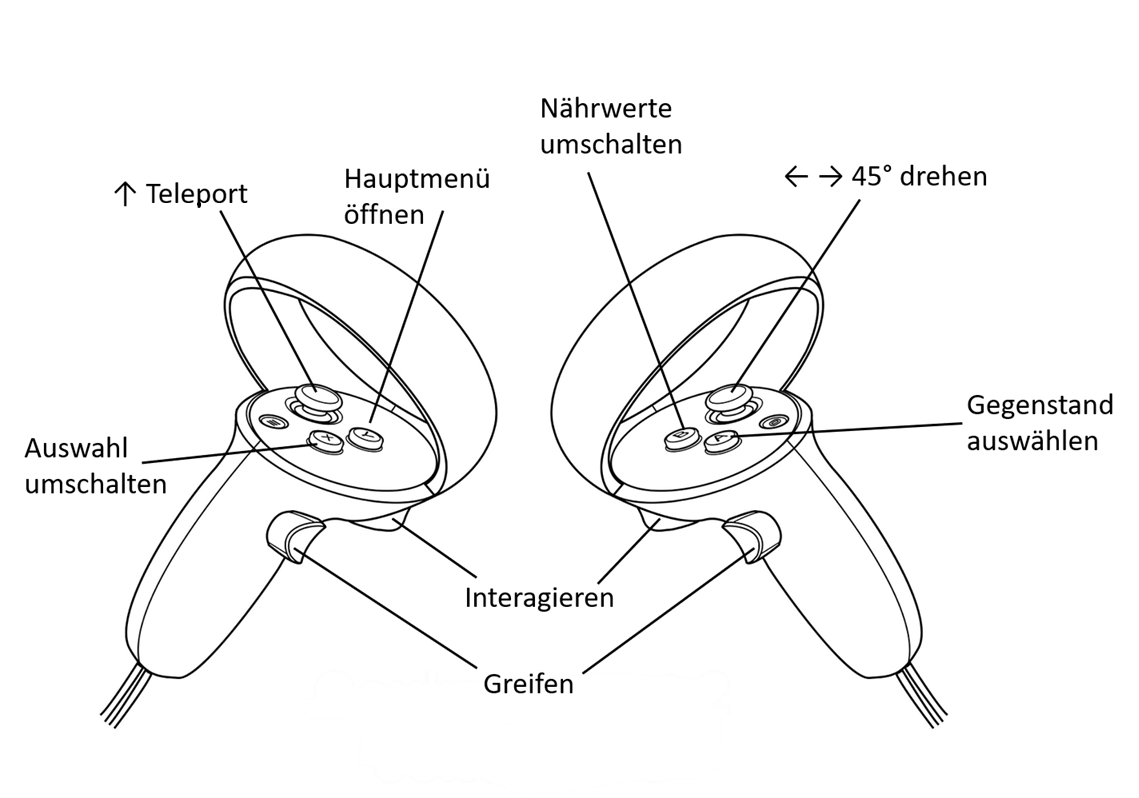 Nährwerte
umschalten
↑ Teleport
Hauptmenü
öffnen
← → 45° drehen
Auswahl
umschalten
Gegenstand
auswählen
X
Y
B
A
Interagieren
Greifen